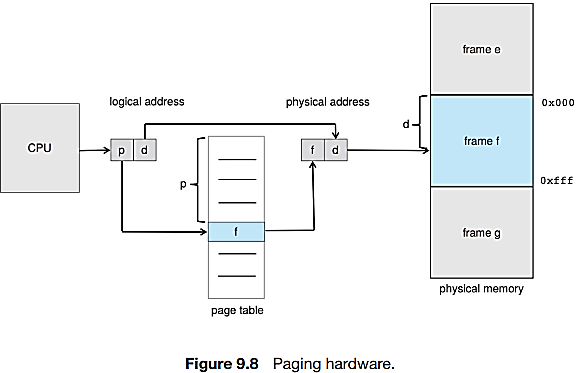 frame e
logical address
physical address
0x000
CPU
p d
f d
d
frame f
p
0xfff
f
frame g
physical memory
page table
Figure 9.8 Paging hardware.